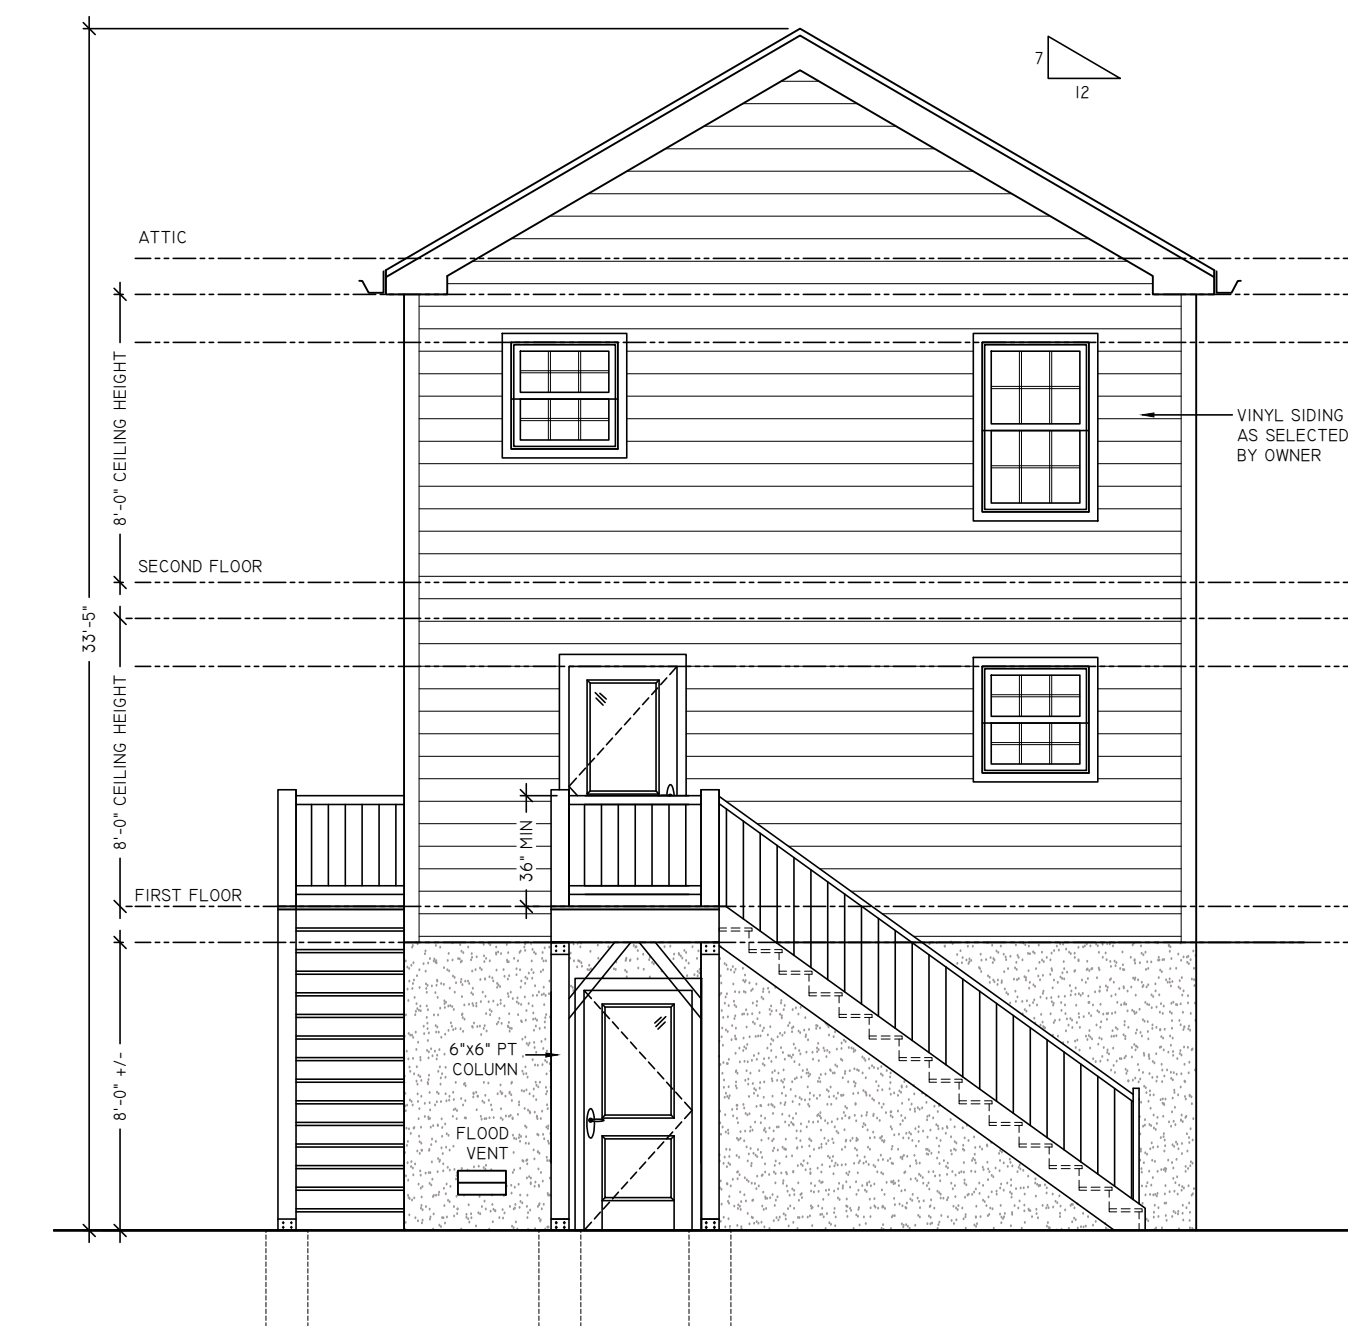 7
12
ATTIC
8'-0" CEILING HEIGHT
VINYL SIDING
AS SELECTED
BY OWNER
SECOND FLOOR
33'-5"
8'-0" CEILING HEIGHT
36" MIN
FIRST FLOOR
6"x6" PT
COLUMN
8'-0" +/-
FLOOD
VENT